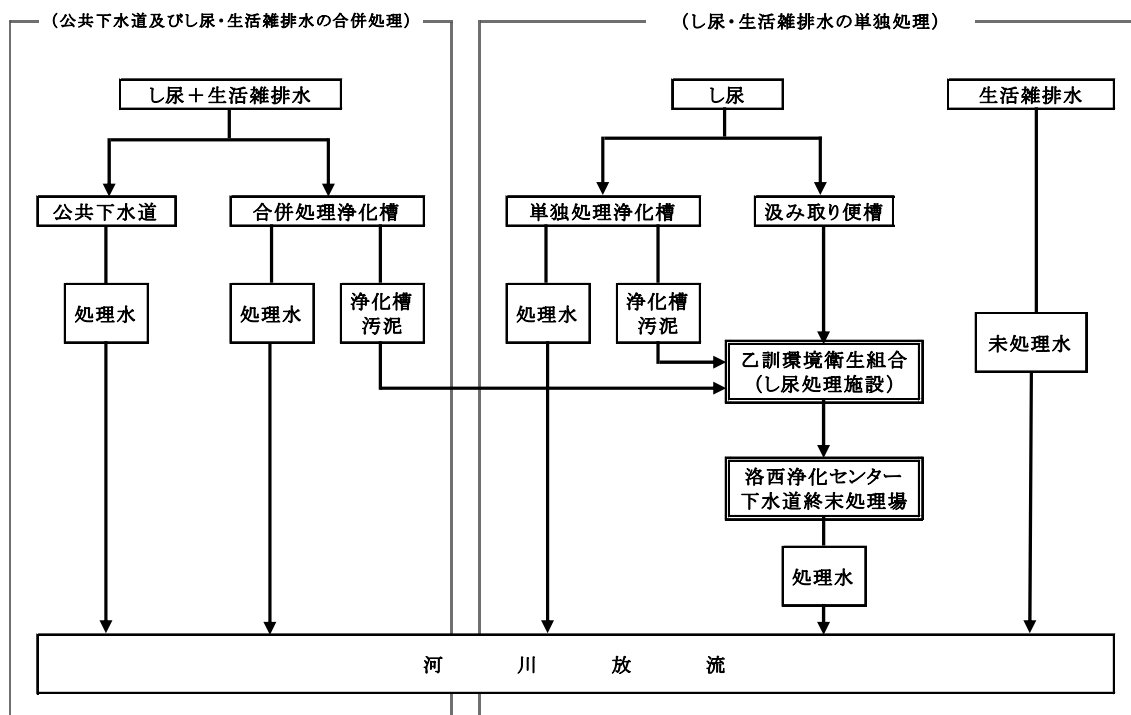 （公共下水道及びし尿・生活雑排水の合併処理）
（し尿・生活雑排水の単独処理）
し尿＋生活雑排水
し尿
生活雑排水
公共下水道
合併処理浄化槽
単独処理浄化槽
汲み取り便槽
処理水
処理水
浄化槽
汚泥
処理水
浄化槽
汚泥
未処理水
乙訓環境衛生組合
（し尿処理施設）
洛西浄化センター
下水道終末処理場
処理水
河川放流